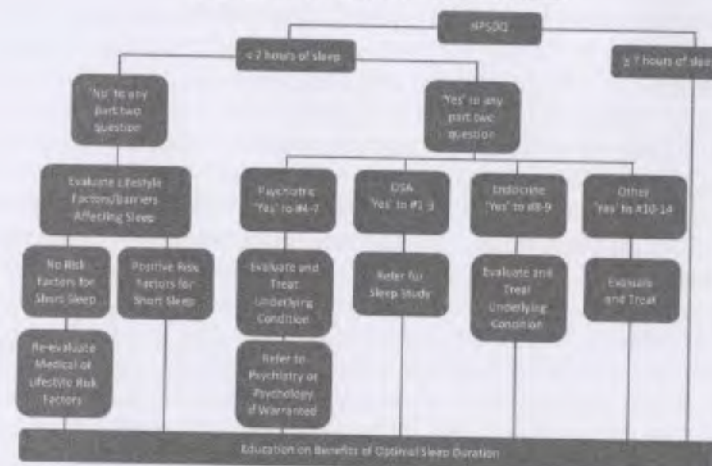 < 7 hours of sleep
≥ 7 hours of sleep
'No' to any
part two
question
'Yes' to any
part two
question
Evaluate Lifestyle
Factors/Barriers
Affecting Sleep
Psychiatric
'Yes' to #4-7
OSA
'Yes' to #1-3
Endocrine
'Yes' to #8-9
Other
'Yes' to #10-14
No Risk
Factors for
Short Sleep
Positive Risk
Factors for
Short Sleep
Evaluate and
Treat
Underlying
Condition
Refer for
Sleep Study
Evaluate and
Treat
Underlying
Condition
Evaluate
and Treat
Re-evaluate
Medical or
Lifestyle Risk
Factors
Refer to
Psychiatry or
Psychology
if Warranted
Education on Benefits of Optimal Sleep Duration